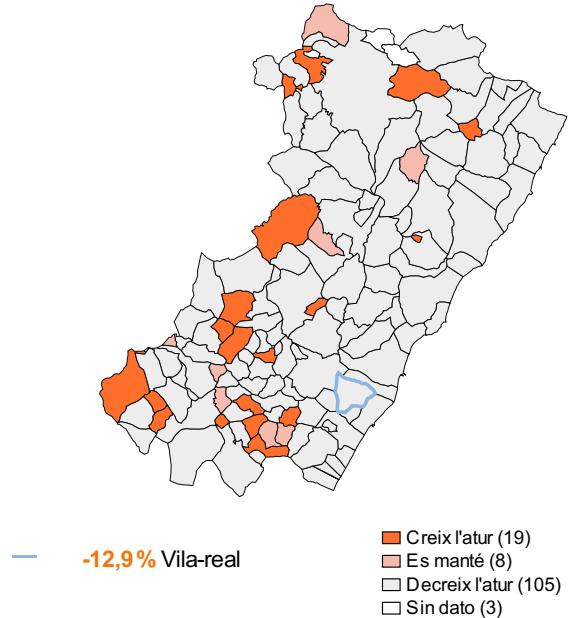 -12,9 % Vila-real
Creix l'atur (19)
Es manté (8)
Decreix l'atur (105)
Sin dato (3)